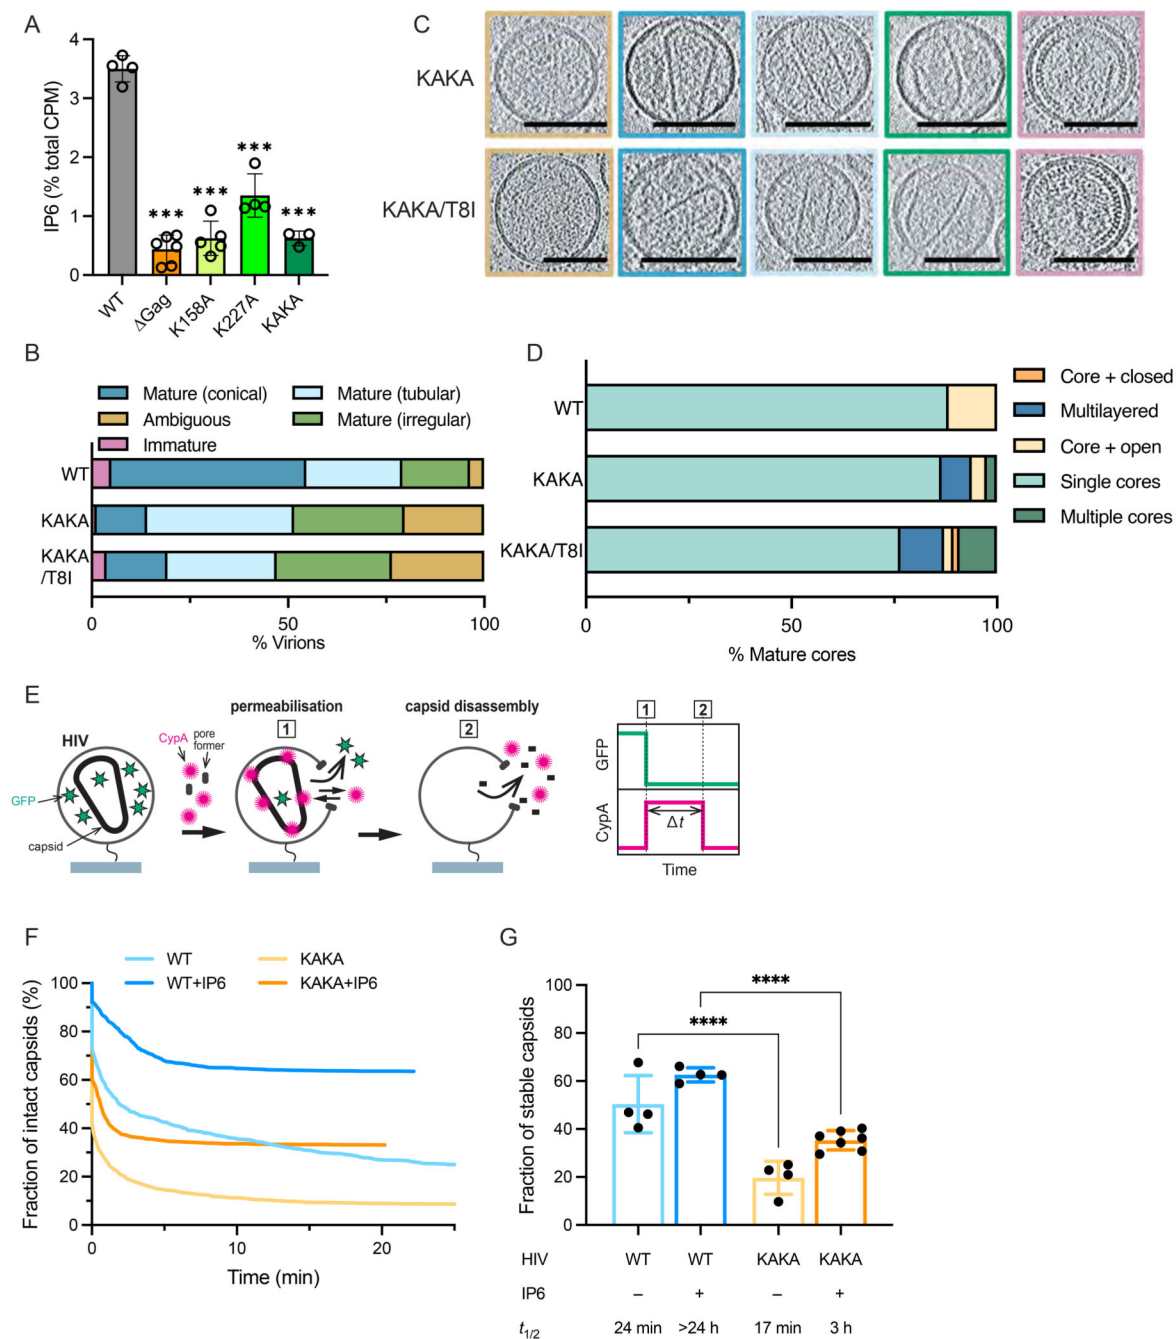 A
IP6 (% total CPM)
4
3
2
1
0
***
***
***
***
WT
ΔGag
K158A
K227A
KAKA
C
KAKA
KAKA/T8I
B
Mature (conical)
Mature (tubular)
Ambiguous
Mature (irregular)
Immature
WT
KAKA
KAKA
/T8I
0
50
100
% Virions
D
WT
KAKA
KAKA/T8I
0
50
100
% Mature cores
Core + closed
Multilayered
Core + open
Single cores
Multiple cores
E
HIV
GFP
capsid
CypA
pore
former
permeabilisation
1
capsid disassembly
2
1
2
GFP
CypA
Δt
Time
F
WT
KAKA
WT+IP6
KAKA+IP6
Fraction of intact capsids (%)
100
80
60
40
20
0
0
10
20
Time (min)
G
Fraction of stable capsids
100
80
60
40
20
0
****
****
HIV WT WT KAKA KAKA
IP6 – + – +
t1/2 24 min >24 h 17 min 3 h